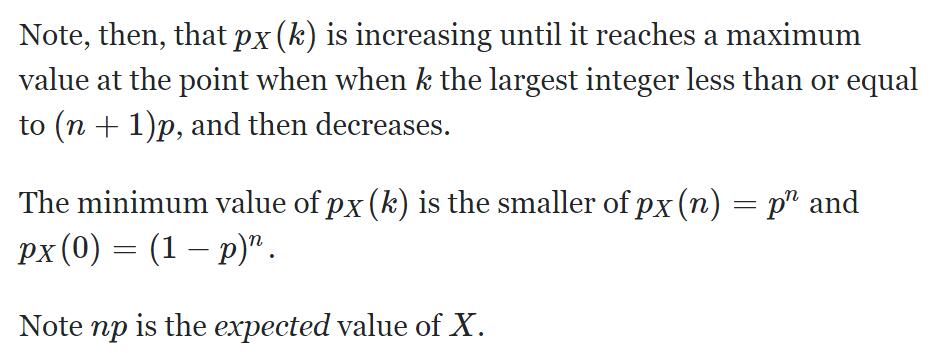 Note, then, that p_X(k) is increasing until it reaches a maximum
value at the point when when k the largest integer less than or equal
to (n + 1)p, and then decreases.
The minimum value of p_X(k) is the smaller of p_X(n) = p^n and
p_X(0) = (1 − p)^n.
Note np is the expected value of X.